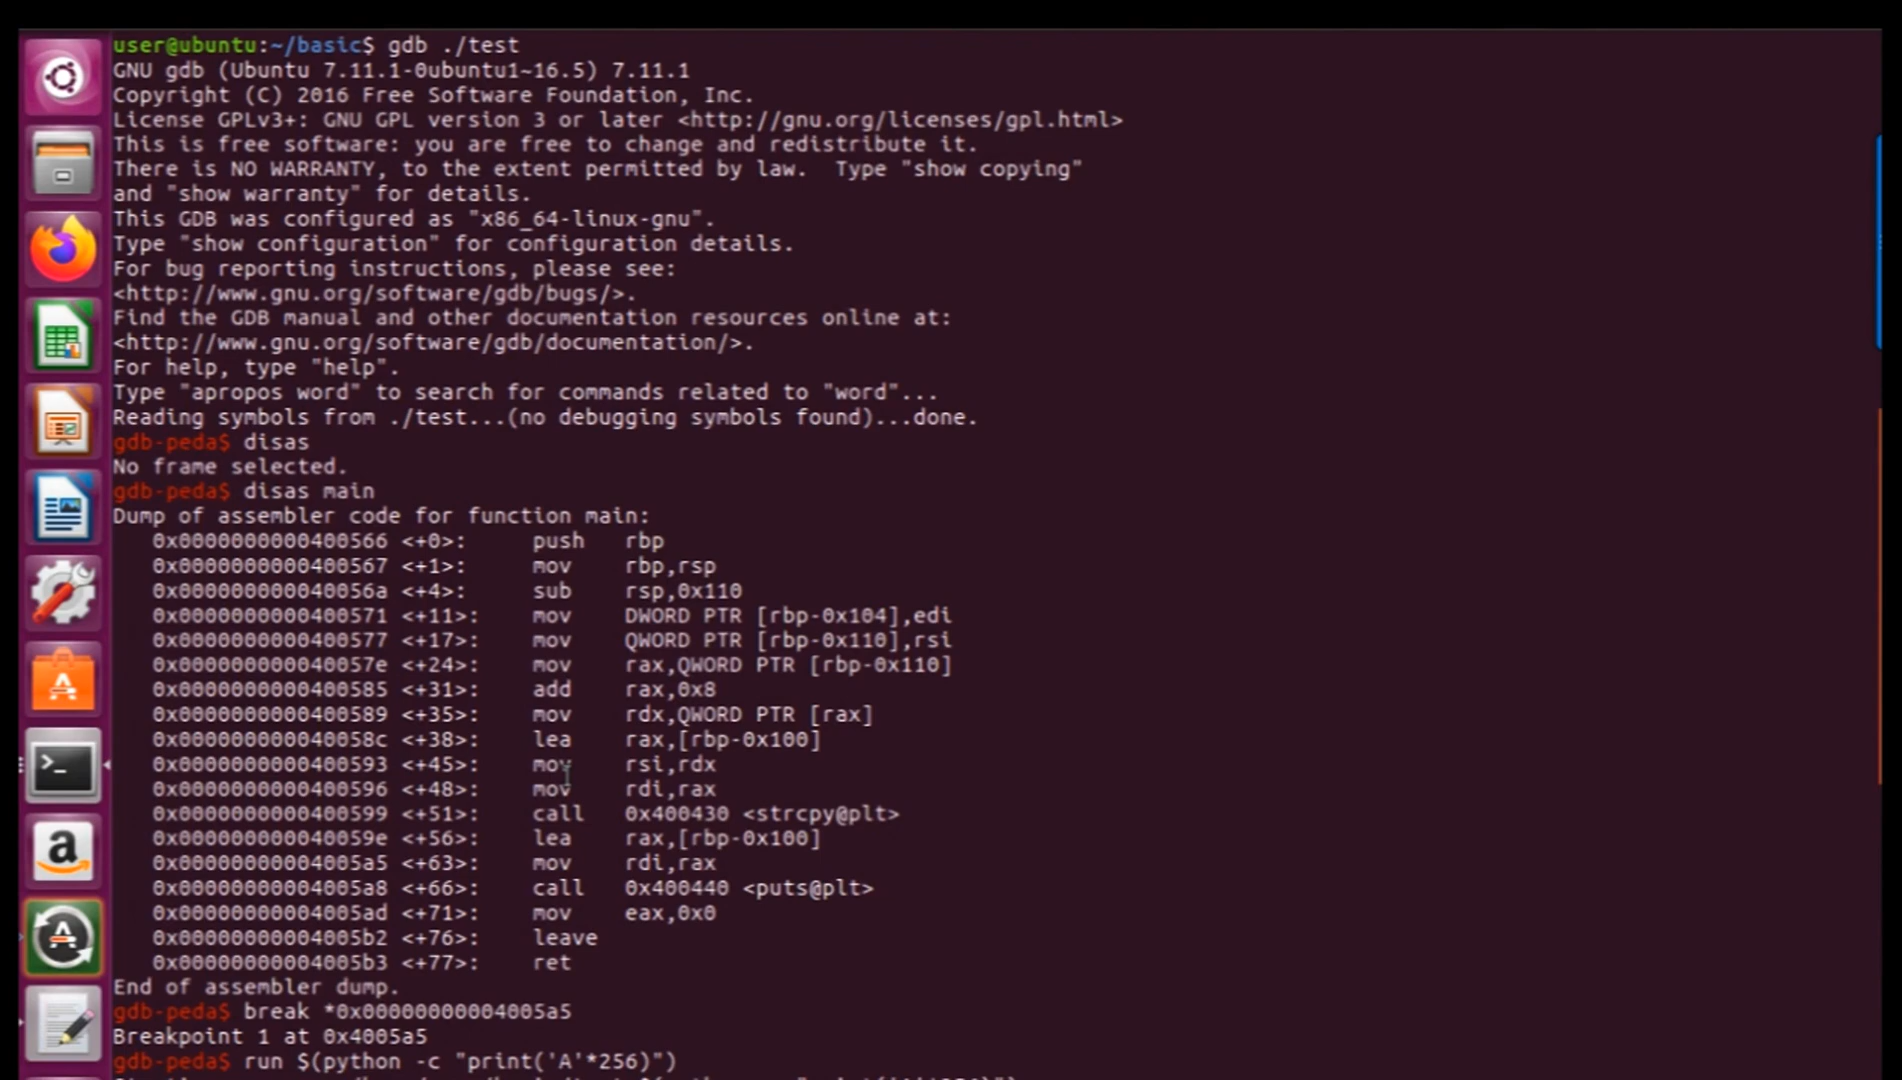 user@ubuntu:~/basic$ gdb ./test
GNU gdb (Ubuntu 7.11.1-0ubuntu1~16.5) 7.11.1
Copyright (C) 2016 Free Software Foundation, Inc.
License GPLv3+: GNU GPL version 3 or later <http://gnu.org/licenses/gpl.html>
This is free software: you are free to change and redistribute it.
There is NO WARRANTY, to the extent permitted by law.  Type "show copying"
and "show warranty" for details.
This GDB was configured as "x86_64-linux-gnu".
Type "show configuration" for configuration details.
For bug reporting instructions, please see:
<http://www.gnu.org/software/gdb/bugs/>.
Find the GDB manual and other documentation resources online at:
<http://www.gnu.org/software/gdb/documentation/>.
For help, type "help".
Type "apropos word" to search for commands related to "word"...
Reading symbols from ./test...(no debugging symbols found)...done.
gdb-peda$ disas
No frame selected.
gdb-peda$ disas main
Dump of assembler code for function main:
   0x0000000000400566 <+0>:     push   rbp
   0x0000000000400567 <+1>:     mov    rbp,rsp
   0x000000000040056a <+4>:     sub    rsp,0x110
   0x0000000000400571 <+11>:    mov    DWORD PTR [rbp-0x104],edi
   0x0000000000400577 <+17>:    mov    QWORD PTR [rbp-0x110],rsi
   0x000000000040057e <+24>:    mov    rax,QWORD PTR [rbp-0x110]
   0x0000000000400585 <+31>:    add    rax,0x8
   0x0000000000400589 <+35>:    mov    rdx,QWORD PTR [rax]
   0x000000000040058c <+38>:    lea    rax,[rbp-0x100]
   0x0000000000400593 <+45>:    mov    rsi,rdx
   0x0000000000400596 <+48>:    mov    rdi,rax
   0x0000000000400599 <+51>:    call   0x400430 <strcpy@plt>
   0x000000000040059e <+56>:    lea    rax,[rbp-0x100]
   0x00000000004005a5 <+63>:    mov    rdi,rax
   0x00000000004005a8 <+66>:    call   0x400440 <puts@plt>
   0x00000000004005ad <+71>:    mov    eax,0x0
   0x00000000004005b2 <+76>:    leave
   0x00000000004005b3 <+77>:    ret
End of assembler dump.
gdb-peda$ break *0x00000000004005a5
Breakpoint 1 at 0x4005a5
gdb-peda$ run $(python -c "print('A'*256)")